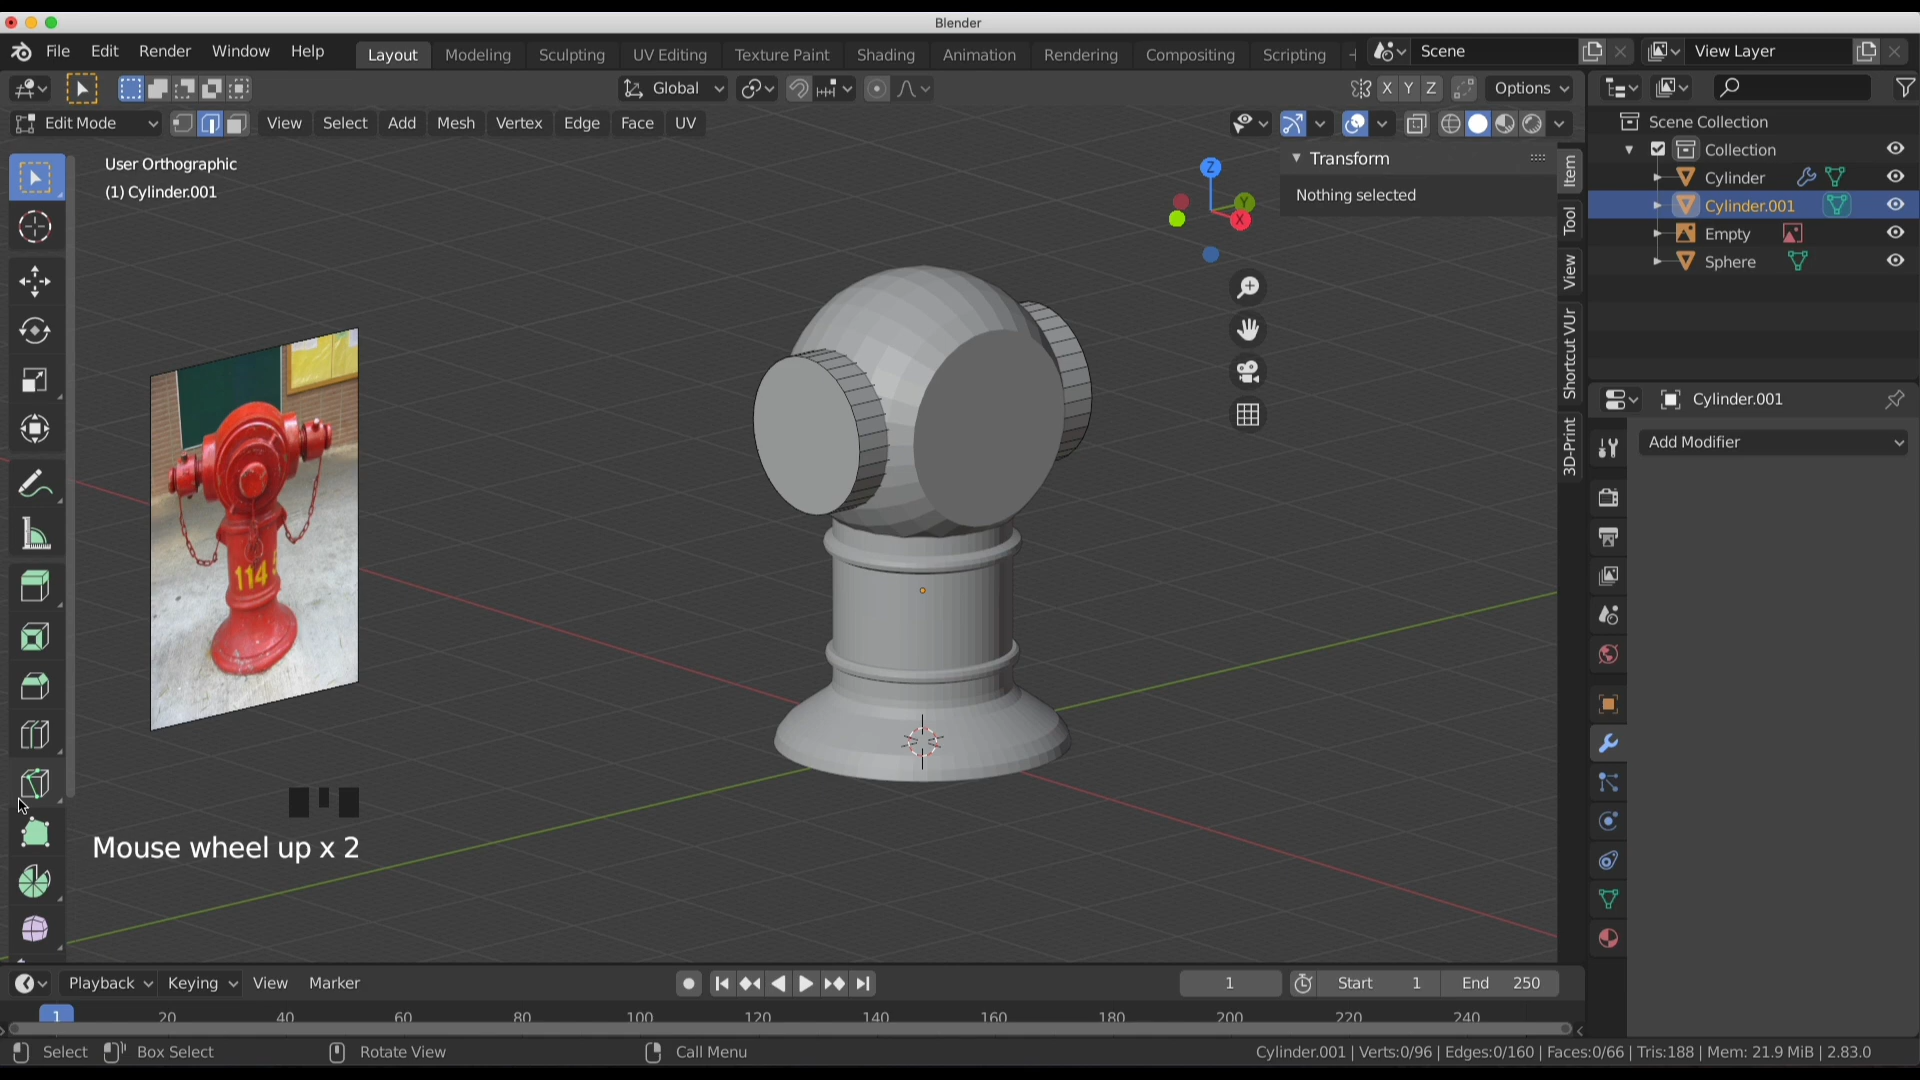 Blender
File Edit Render Window Help Layout Modeling Sculpting UV Editing Texture Paint Shading Animation Rendering Compositing Scripting Scene View Layer
Global X Y Z Options
Edit Mode View Select Add Mesh Vertex Edge Face UV
User Orthographic
(1) Cylinder.001
Z
Y
X
Transform
Nothing selected
Item
Tool
View
Shortcut VUr
3D-Print
Scene Collection
Collection
Cylinder
Cylinder.001
Empty
Sphere
Cylinder.001
Add Modifier
114
Mouse wheel up x 2
Playback Keying View Marker 1 Start 1 End 250
1 20 40 60 80 100 120 140 160 180 200 220 240
Select Box Select Rotate View Call Menu Cylinder.001 | Verts:0/96 | Edges:0/160 | Faces:0/66 | Tris:188 | Mem: 21.9 MiB | 2.83.0